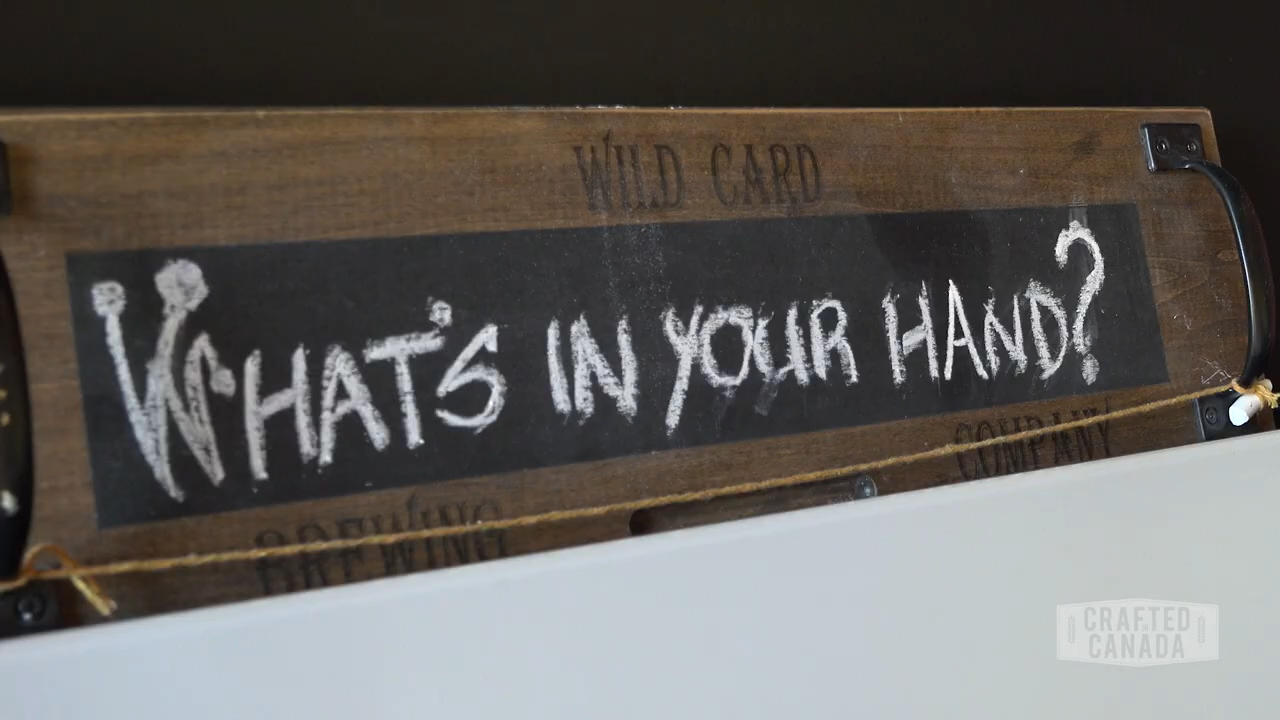 WILD CARD
WHAT'S IN YOUR HAND?
BREWING COMPANY
CRAFTED
CANADA